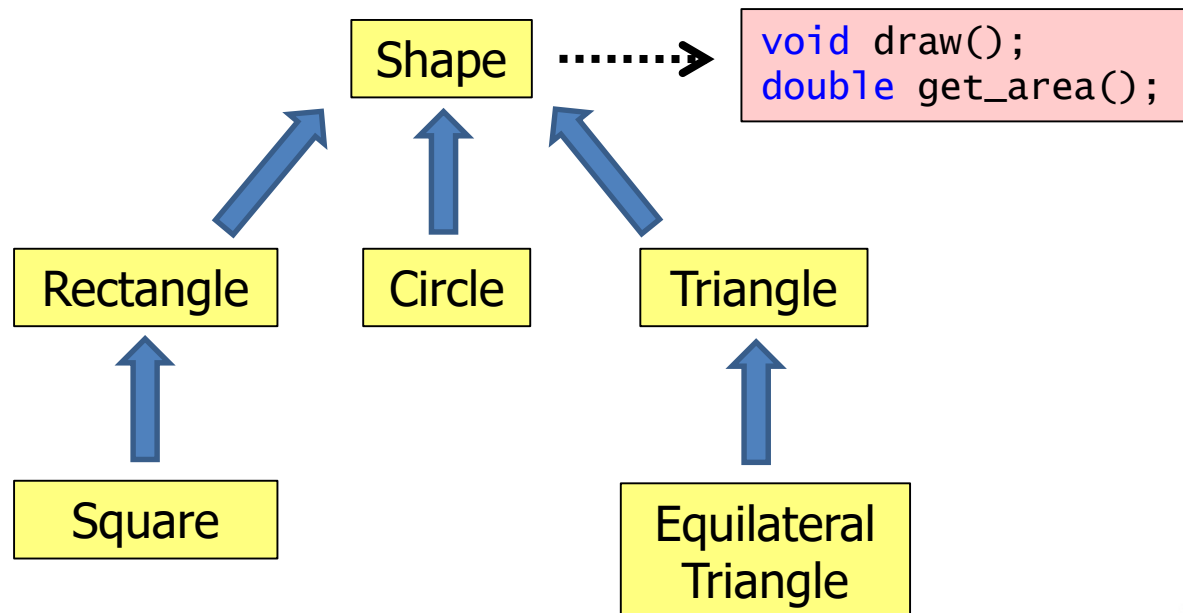 Shape
void draw();
double get_area();
Rectangle
Circle
Triangle
Square
Equilateral
Triangle